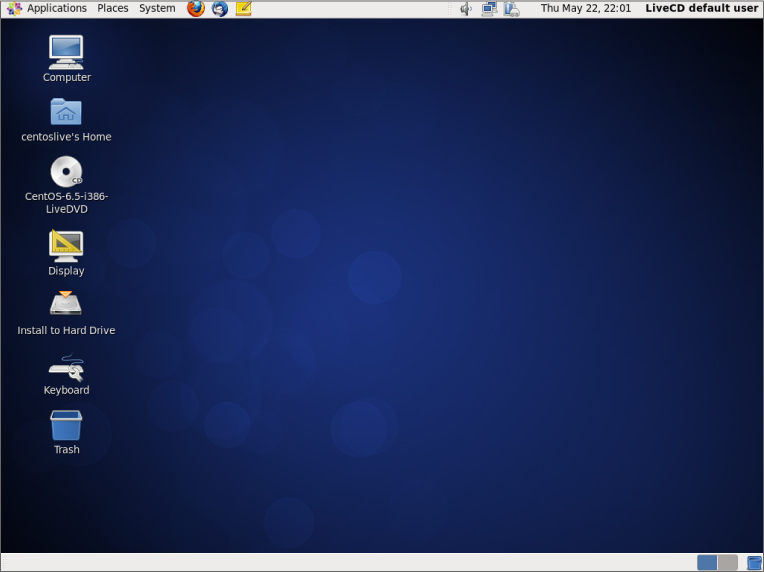 Applications Places System Thu May 22, 22:01 LiveCD default user
Computer
centoslive's Home
CentOS-6.5-i386-
LiveDVD
Display
Install to Hard Drive
Keyboard
Trash